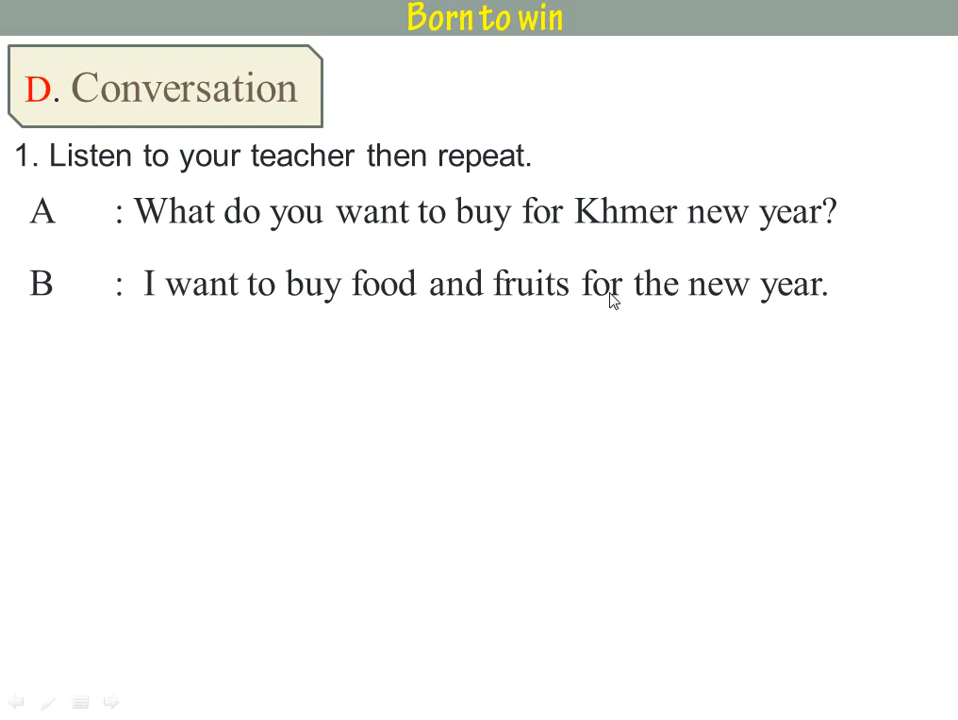 Born to win
D. Conversation
1. Listen to your teacher then repeat.
A : What do you want to buy for Khmer new year?
B : I want to buy food and fruits for the new year.